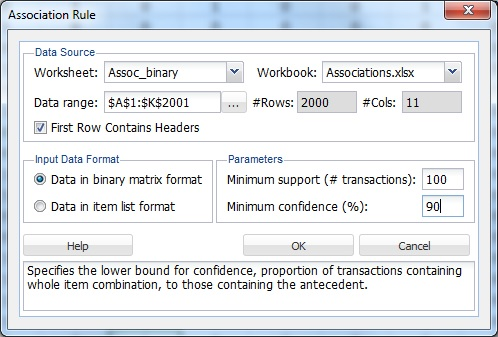 Association Rule
Data Source
Worksheet: Assoc_binary Workbook: Associations.xlsx
Data range: $A$1:$K$2001 ... #Rows: 2000 #Cols: 11
First Row Contains Headers
Input Data Format Parameters
Data in binary matrix format Minimum support (# transactions): 100
Data in item list format Minimum confidence (%): 90
Help OK Cancel
Specifies the lower bound for confidence, proportion of transactions containing
whole item combination, to those containing the antecedent.